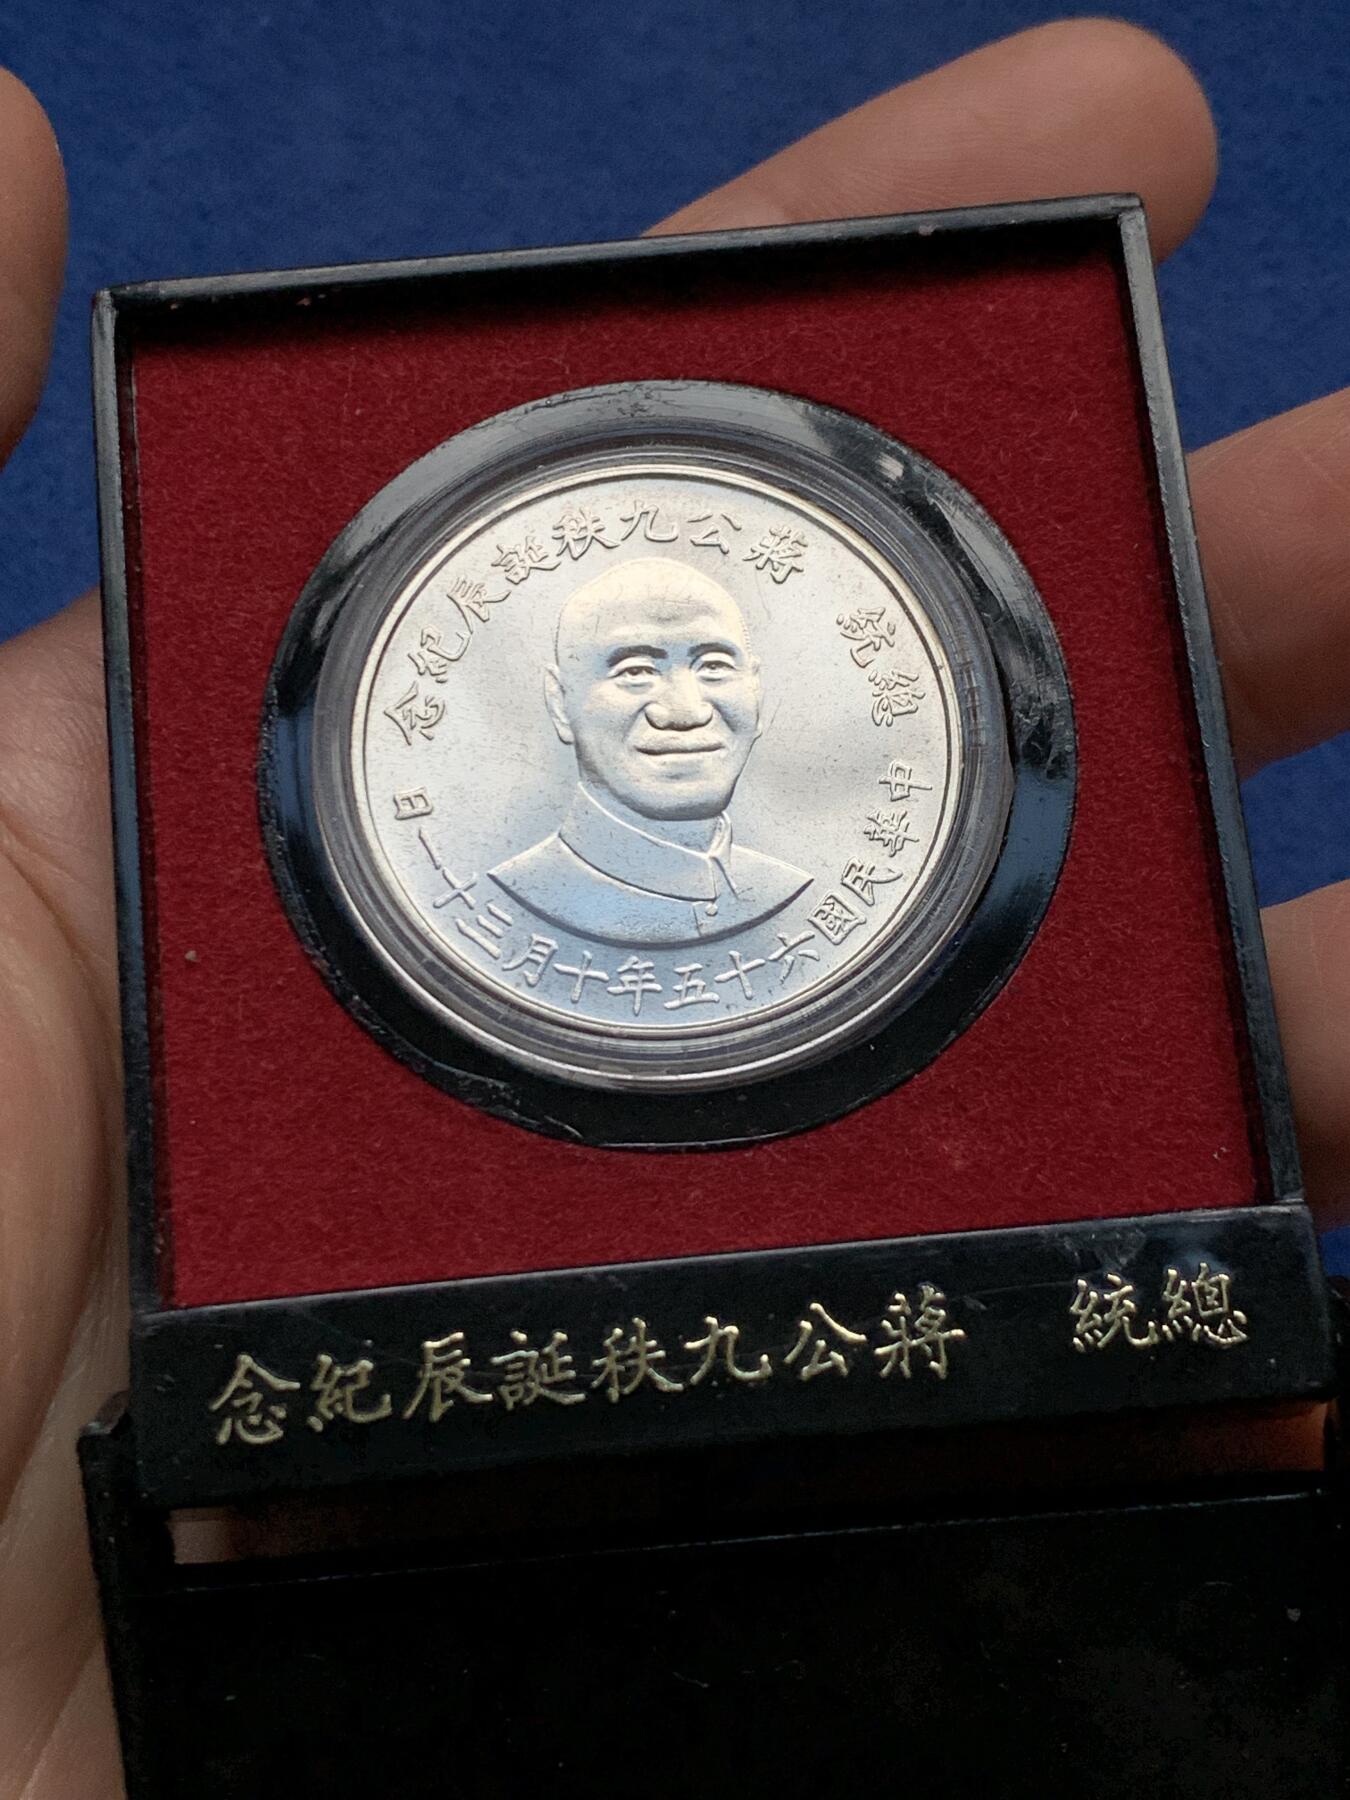 總統　蔣公九秩誕辰紀念
中華民國六十五年十月三十一日
總統　蔣公九秩誕辰紀念